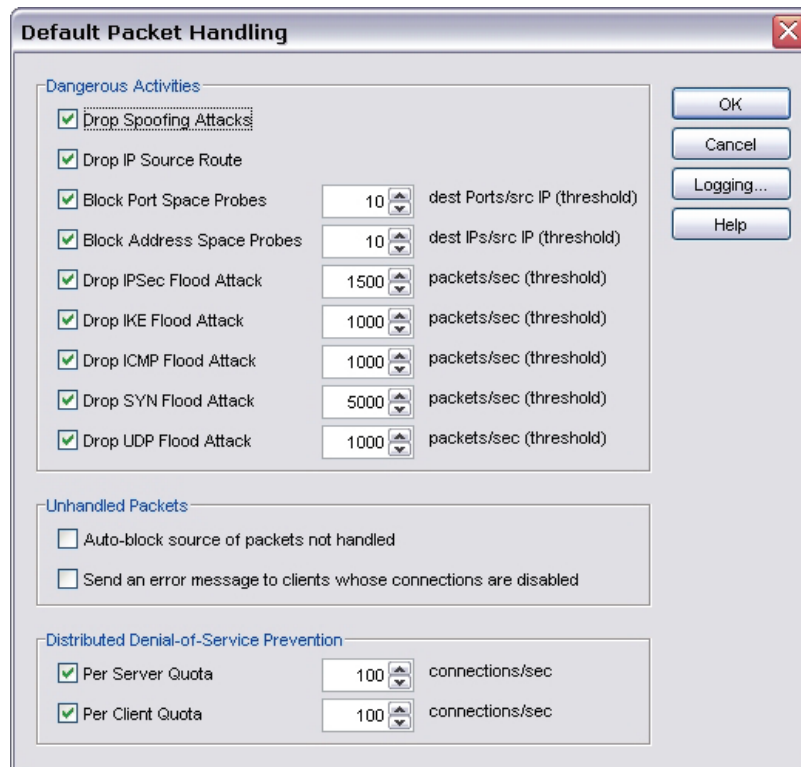 Default Packet Handling
Dangerous Activities
Drop Spoofing Attacks
Drop IP Source Route
Block Port Space Probes 10 dest Ports/src IP (threshold)
Block Address Space Probes 10 dest IPs/src IP (threshold)
Drop IPSec Flood Attack 1500 packets/sec (threshold)
Drop IKE Flood Attack 1000 packets/sec (threshold)
Drop ICMP Flood Attack 1000 packets/sec (threshold)
Drop SYN Flood Attack 5000 packets/sec (threshold)
Drop UDP Flood Attack 1000 packets/sec (threshold)
Unhandled Packets
Auto-block source of packets not handled
Send an error message to clients whose connections are disabled
Distributed Denial-of-Service Prevention
Per Server Quota 100 connections/sec
Per Client Quota 100 connections/sec
OK
Cancel
Logging...
Help